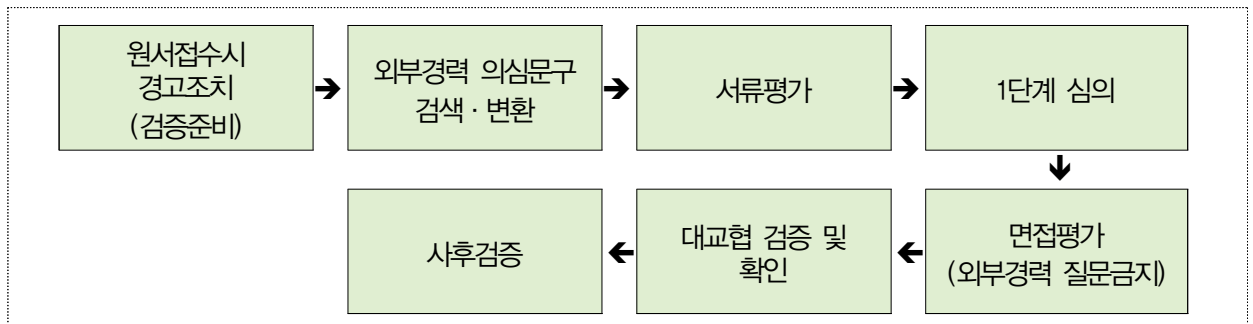 원서접수시
경고조치
(검증준비)
외부경력 의심문구
검색 · 변환
서류평가
1단계 심의
면접평가
(외부경력 질문금지)
대교협 검증 및
확인
사후검증